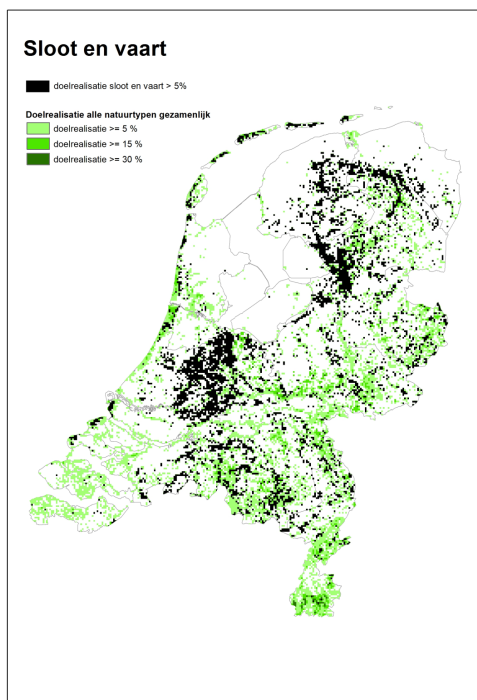 Sloot en vaart
doelrealisatie sloot en vaart > 5%
Doelrealisatie alle natuurtypen gezamenlijk
doelrealisatie >= 5 %
doelrealisatie >= 15 %
doelrealisatie >= 30 %